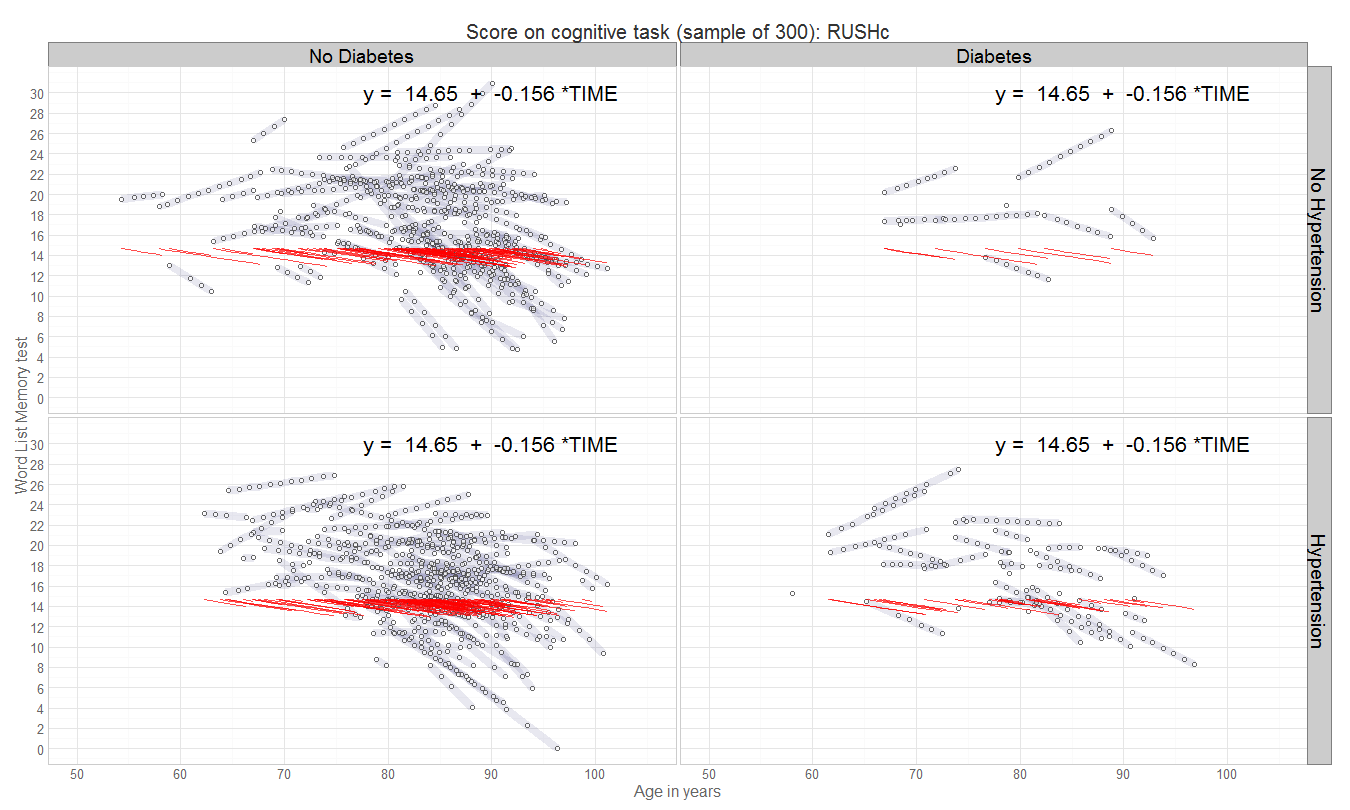 Score on cognitive task (sample of 300): RUSHc
No Diabetes
Diabetes
y = 14.65 + -0.156 *TIME
y = 14.65 + -0.156 *TIME
No Hypertension
30
28
26
24
22
20
18
16
14
12
10
8
6
4
2
0
Word List Memory test
y = 14.65 + -0.156 *TIME
y = 14.65 + -0.156 *TIME
Hypertension
30
28
26
24
22
20
18
16
14
12
10
8
6
4
2
0
50 60 70 80 90 100 50 60 70 80 90 100
Age in years